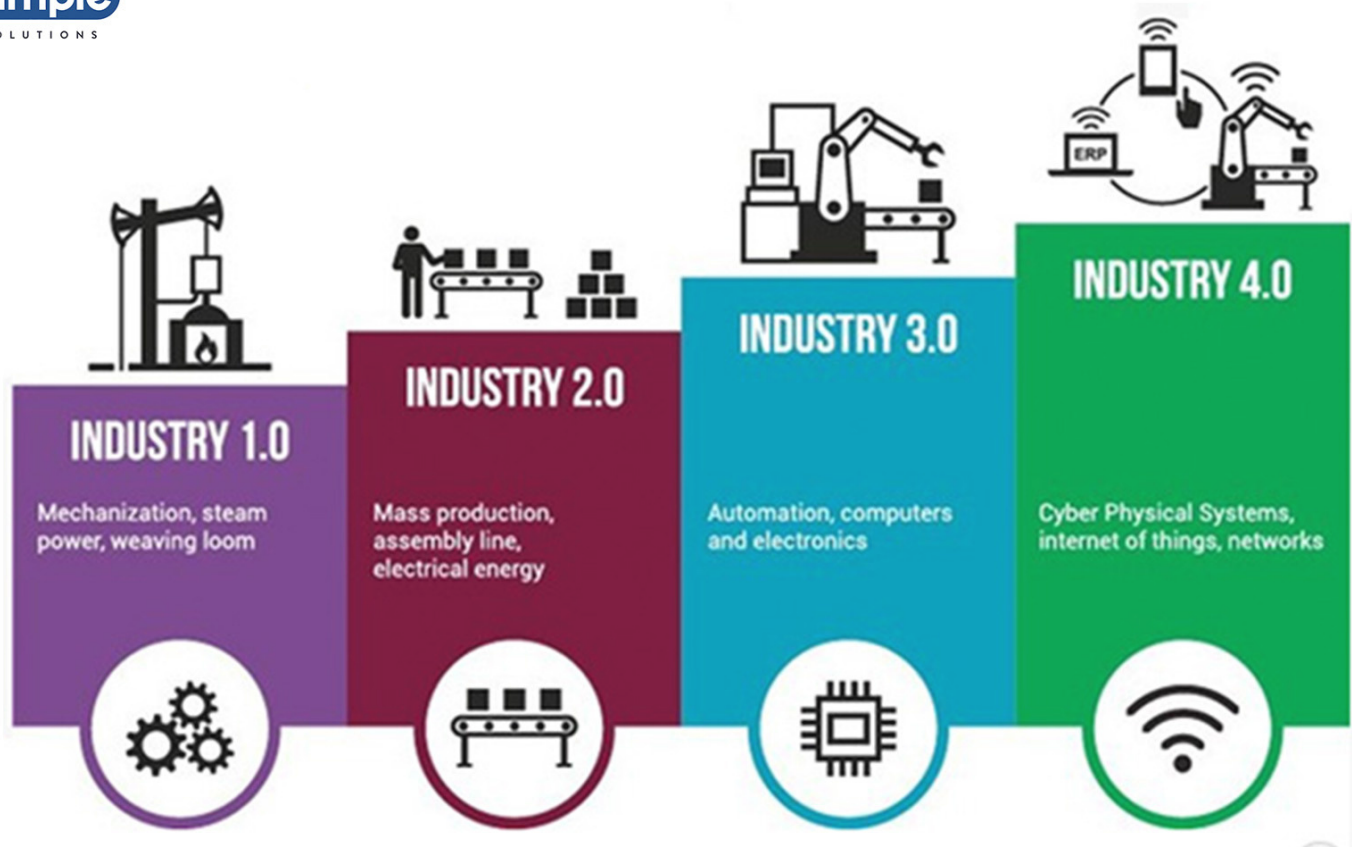 OLUTIONS
ERP
INDUSTRY 1.0
Mechanization, steam
power, weaving loom
INDUSTRY 2.0
Mass production,
assembly line,
electrical energy
INDUSTRY 3.0
Automation, computers
and electronics
INDUSTRY 4.0
Cyber Physical Systems,
internet of things, networks